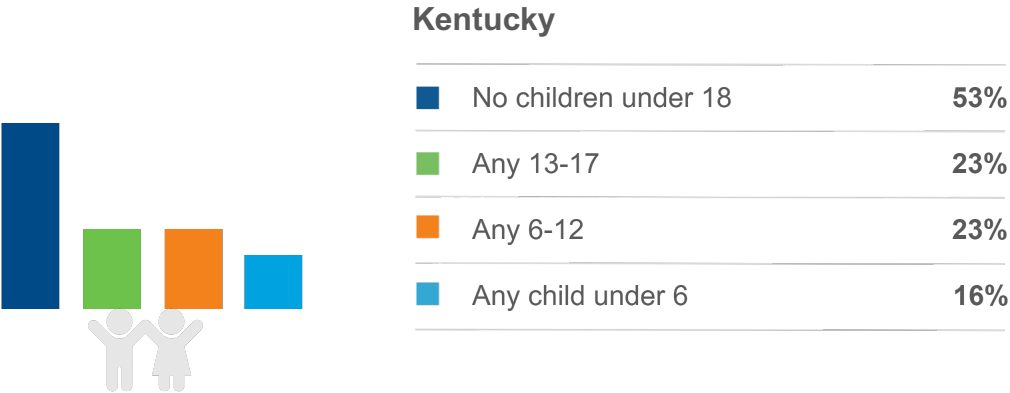 Kentucky
No children under 18 53%
Any 13-17 23%
Any 6-12 23%
Any child under 6 16%